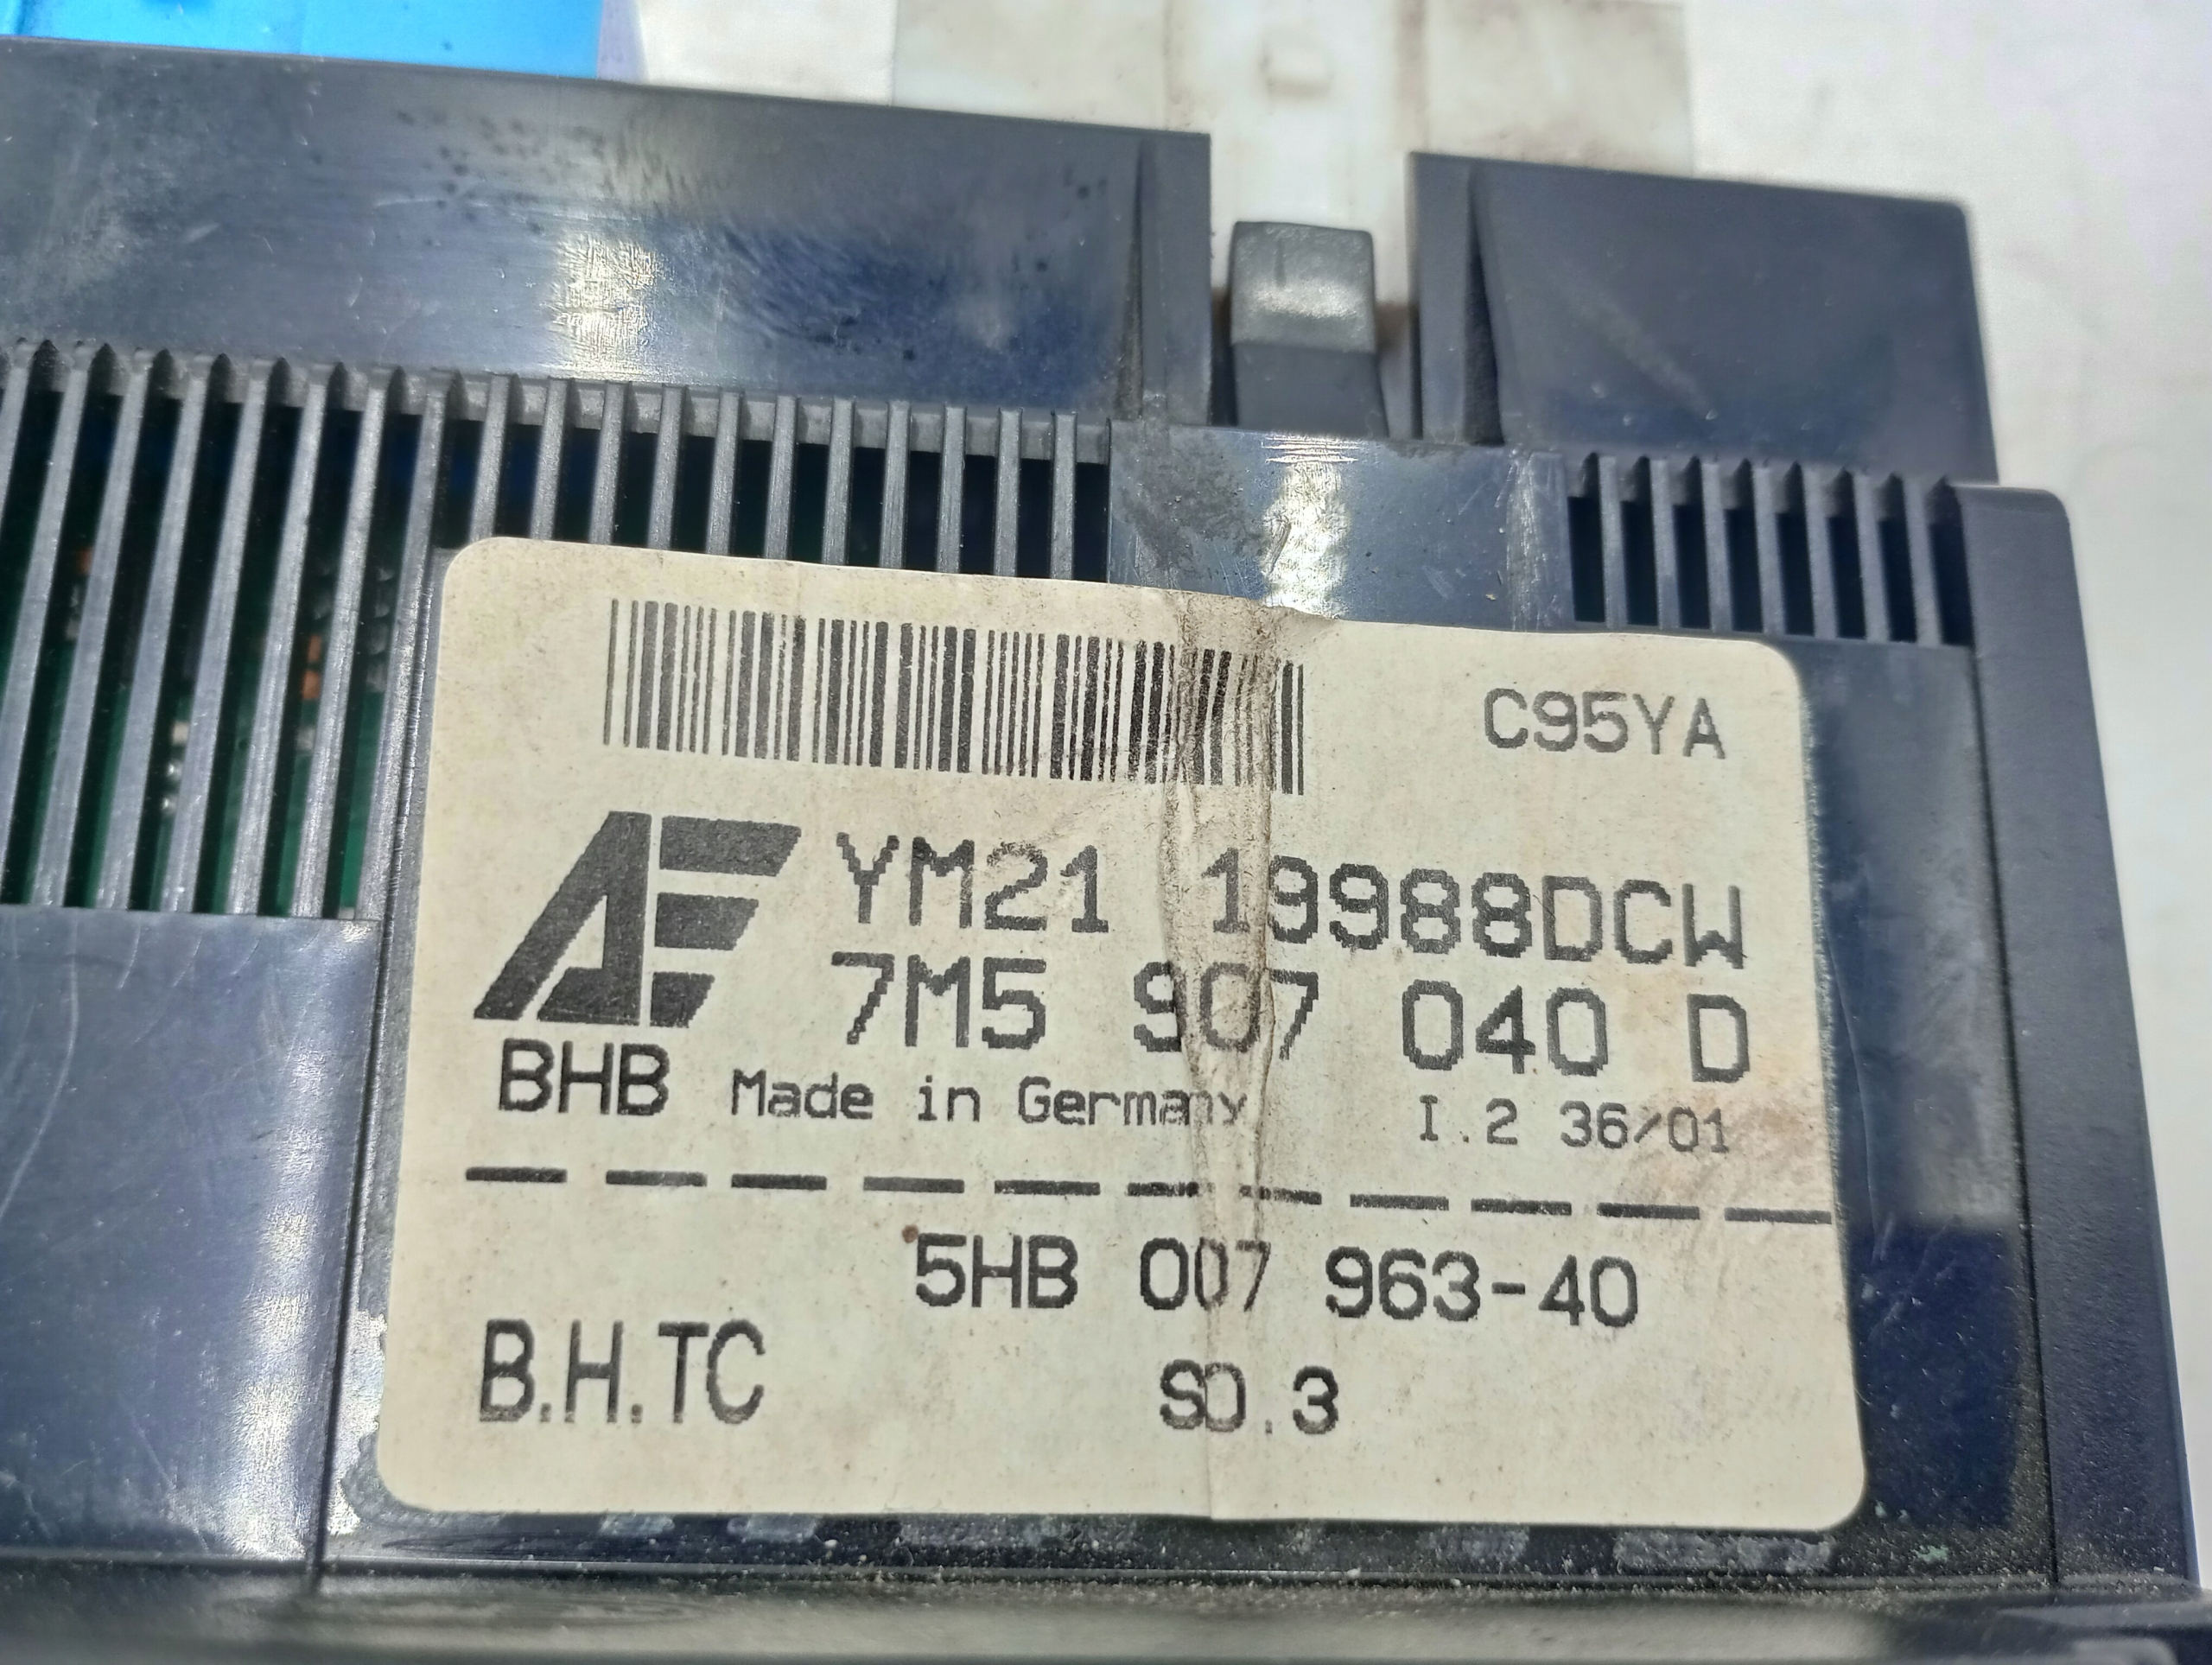 C95YA
YM21 19988DCW
7M5 907 040 D
BHB Made in Germany I.2 36/01
5HB 007 963-40
B.H.TC SO.3